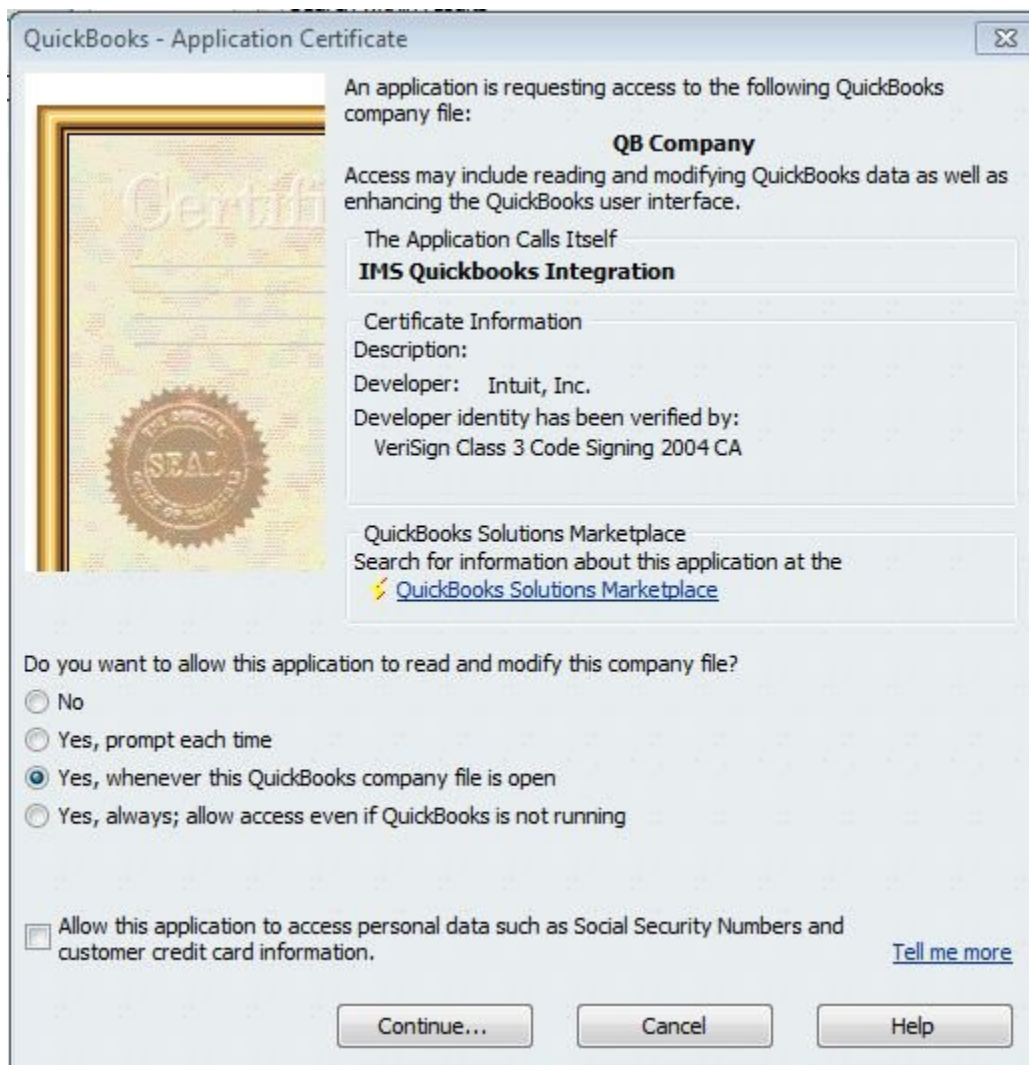 QuickBooks - Application Certificate
An application is requesting access to the following QuickBooks
company file:
QB Company
Access may include reading and modifying QuickBooks data as well as
enhancing the QuickBooks user interface.
The Application Calls Itself
IMS Quickbooks Integration
Certificate Information
Description:
Developer: Intuit, Inc.
Developer identity has been verified by:
VeriSign Class 3 Code Signing 2004 CA
QuickBooks Solutions Marketplace
Search for information about this application at the
QuickBooks Solutions Marketplace
Certifi
SEAL
Do you want to allow this application to read and modify this company file?
No
Yes, prompt each time
Yes, whenever this QuickBooks company file is open
Yes, always; allow access even if QuickBooks is not running
Allow this application to access personal data such as Social Security Numbers and
customer credit card information.
Tell me more
Continue...
Cancel
Help